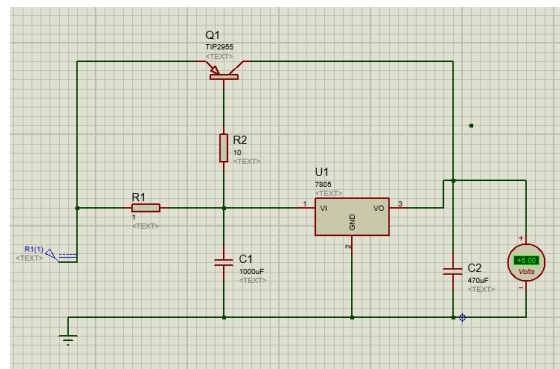 Q1
TIP2955
<TEXT>
R2
10
<TEXT>
U1
7805
<TEXT>
R1
1
<TEXT>
1
VI
VO
3
GND
2
R1(1)
<TEXT>
C1
1000uF
<TEXT>
C2
470uF
<TEXT>
+
+5.00
Volts
−